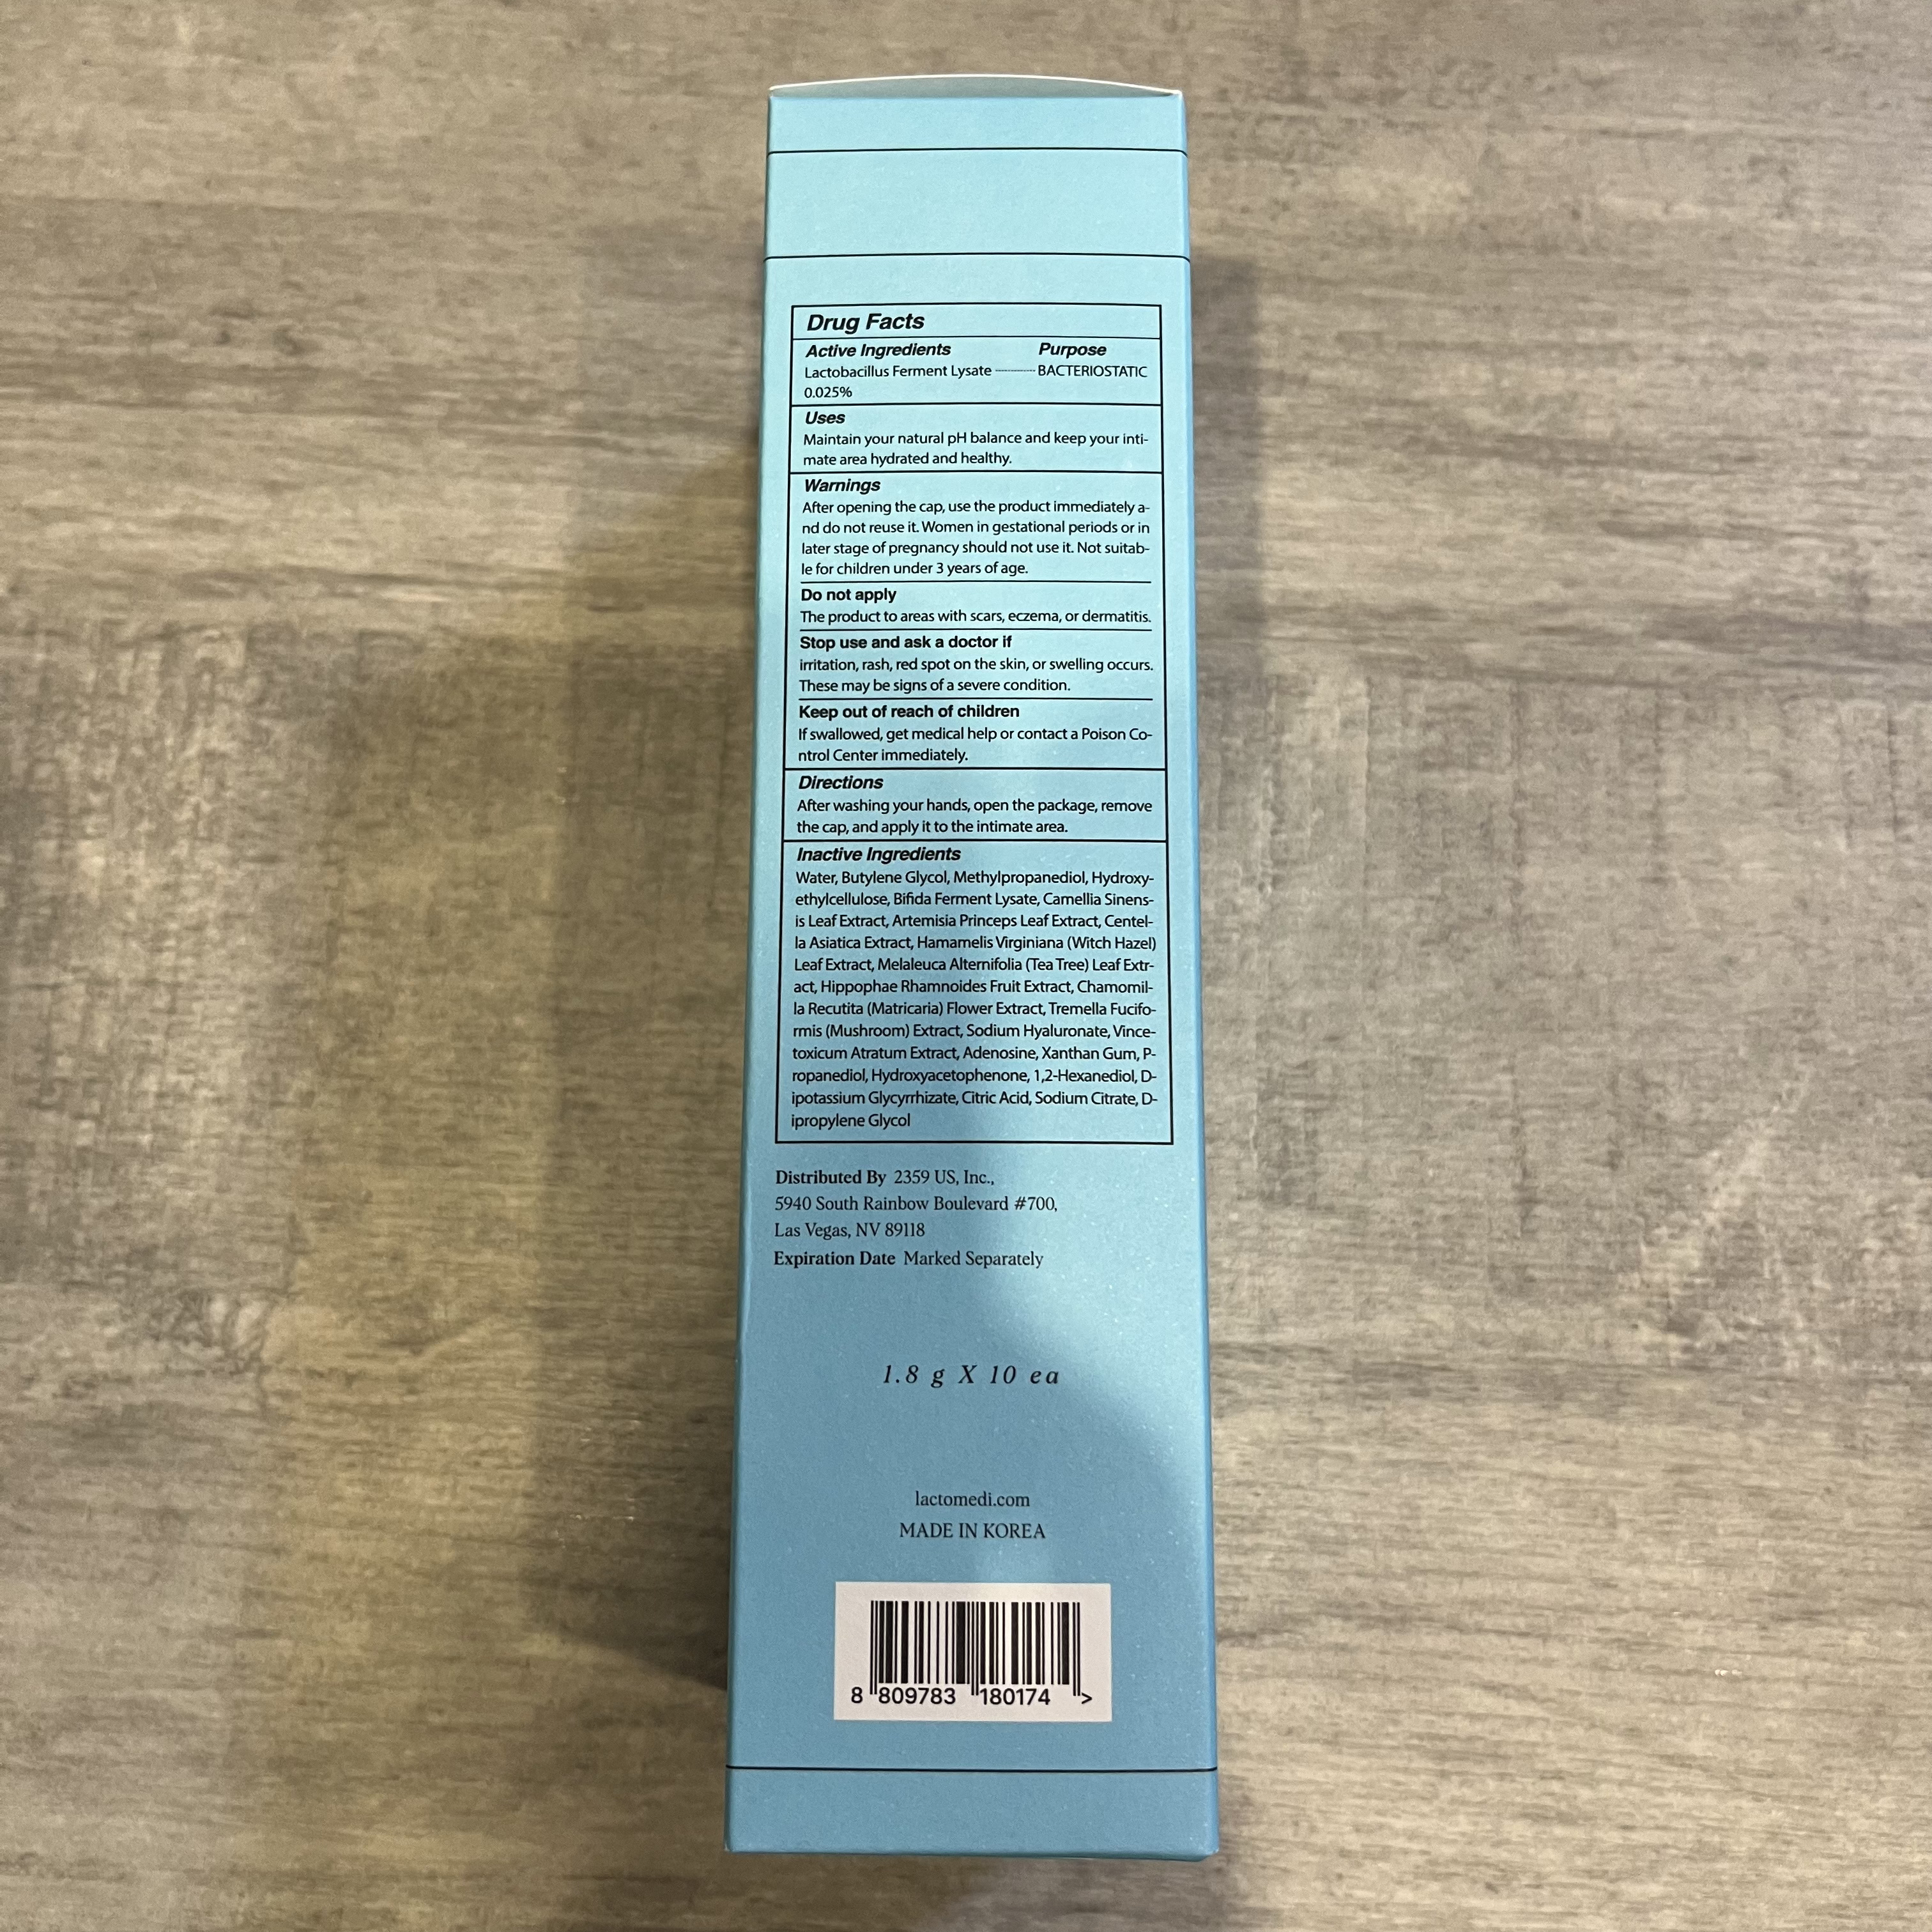 Drug Facts
Active Ingredients Purpose
Lactobacillus Ferment Lysate ---------- BACTERIOSTATIC
0.025%
Uses
Maintain your natural pH balance and keep your inti-
mate area hydrated and healthy.
Warnings
After opening the cap, use the product immediately a-
nd do not reuse it. Women in gestational periods or in
later stage of pregnancy should not use it. Not suitab-
le for children under 3 years of age.
Do not apply
The product to areas with scars, eczema, or dermatitis.
Stop use and ask a doctor if
irritation, rash, red spot on the skin, or swelling occurs.
These may be signs of a severe condition.
Keep out of reach of children
If swallowed, get medical help or contact a Poison Co-
ntrol Center immediately.
Directions
After washing your hands, open the package, remove
the cap, and apply it to the intimate area.
Inactive Ingredients
Water, Butylene Glycol, Methylpropanediol, Hydroxy-
ethylcellulose, Bifida Ferment Lysate, Camellia Sinens-
is Leaf Extract, Artemisia Princeps Leaf Extract, Centel-
la Asiatica Extract, Hamamelis Virginiana (Witch Hazel)
Leaf Extract, Melaleuca Alternifolia (Tea Tree) Leaf Extr-
act, Hippophae Rhamnoides Fruit Extract, Chamomil-
la Recutita (Matricaria) Flower Extract, Tremella Fucifo-
rmis (Mushroom) Extract, Sodium Hyaluronate, Vince-
toxicum Atratum Extract, Adenosine, Xanthan Gum, P-
ropanediol, Hydroxyacetophenone, 1,2-Hexanediol, D-
ipotassium Glycyrrhizate, Citric Acid, Sodium Citrate, D-
ipropylene Glycol
Distributed By 2359 US, Inc.,
5940 South Rainbow Boulevard #700,
Las Vegas, NV 89118
Expiration Date Marked Separately
1.8 g X 10 ea
lactomedi.com
MADE IN KOREA
8 809783 180174 >